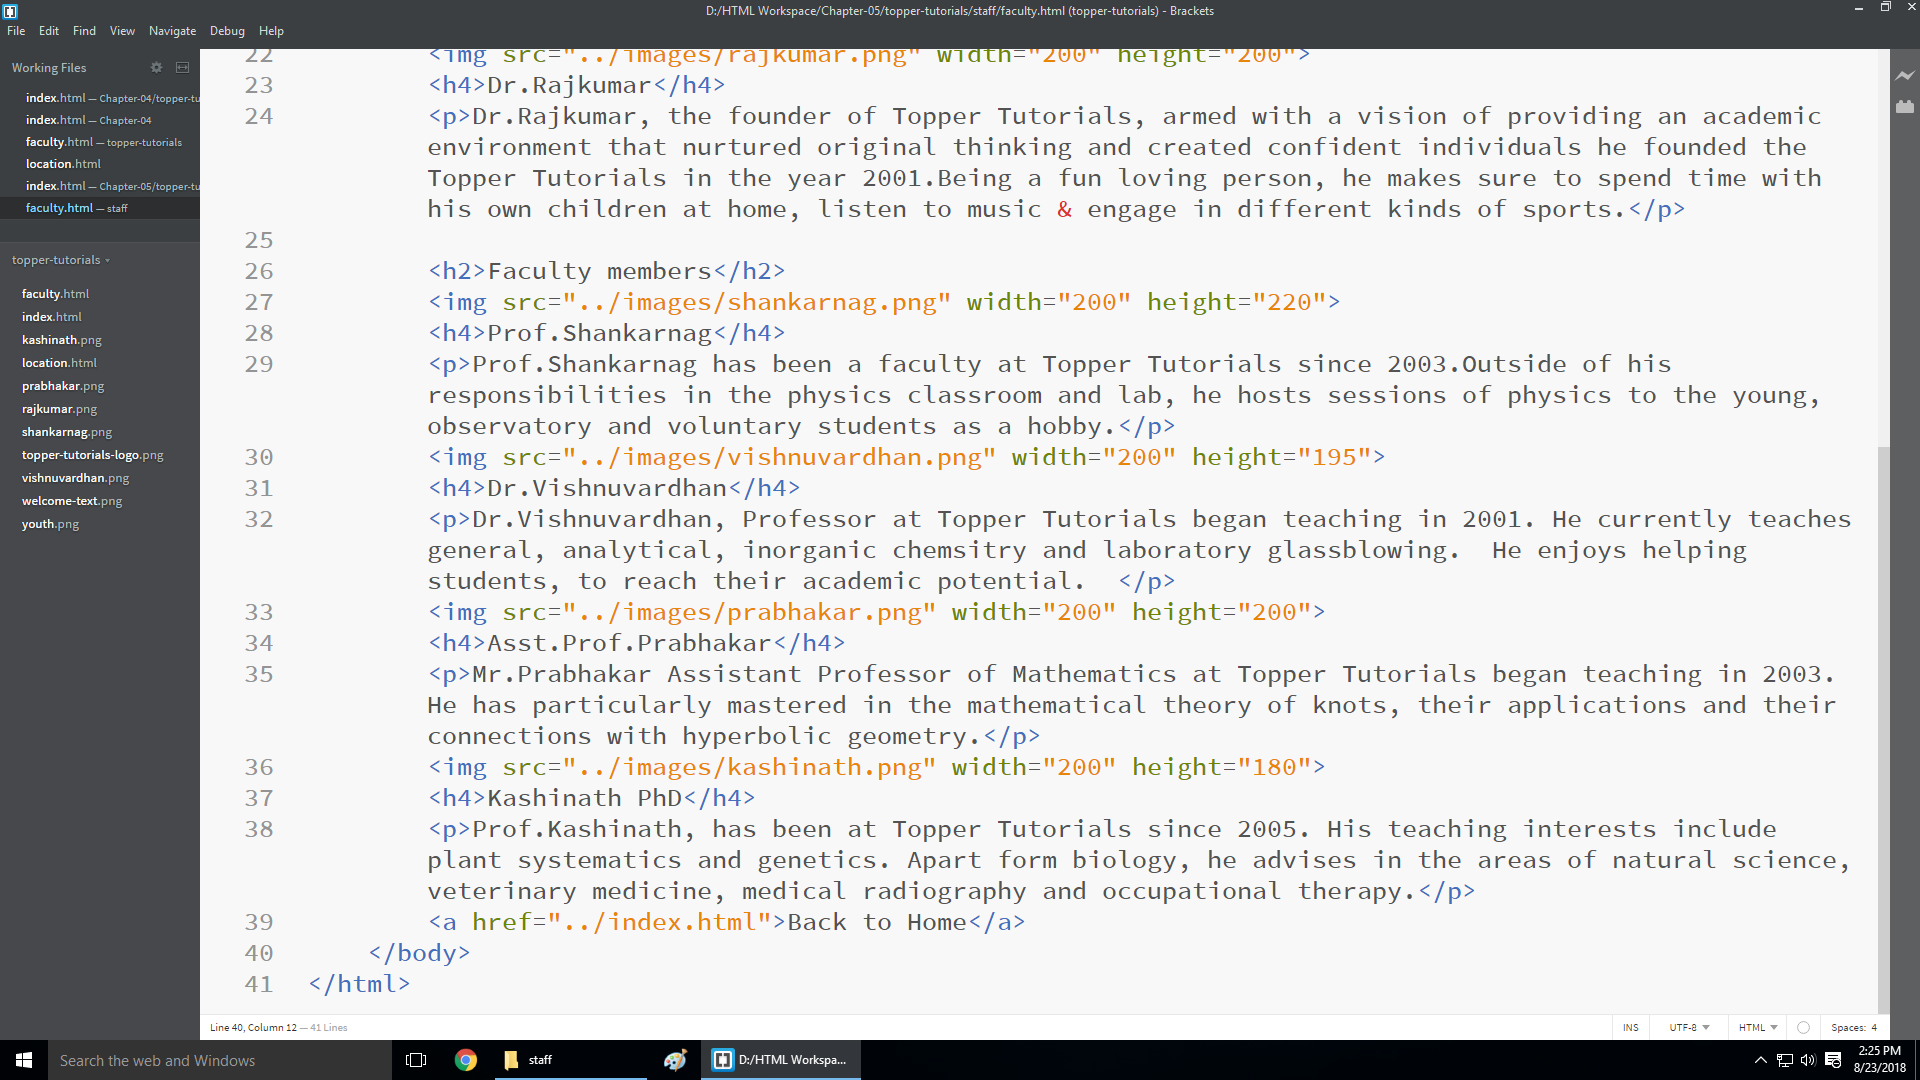 D:/HTML Workspace/Chapter-05/topper-tutorials/staff/faculty.html (topper-tutorials) - Brackets
File Edit Find View Navigate Debug Help
Working Files
index.html — Chapter-04/topper-tu
index.html — Chapter-04
faculty.html — topper-tutorials
location.html
index.html — Chapter-05/topper-tu
faculty.html — staff
topper-tutorials
faculty.html
index.html
kashinath.png
location.html
prabhakar.png
rajkumar.png
shankarnag.png
topper-tutorials-logo.png
vishnuvardhan.png
welcome-text.png
youth.png
22 <img src="../images/rajkumar.png" width="200" height="200">
23 <h4>Dr.Rajkumar</h4>
24 <p>Dr.Rajkumar, the founder of Topper Tutorials, armed with a vision of providing an academic
environment that nurtured original thinking and created confident individuals he founded the
Topper Tutorials in the year 2001.Being a fun loving person, he makes sure to spend time with
his own children at home, listen to music & engage in different kinds of sports.</p>
25
26 <h2>Faculty members</h2>
27 <img src="../images/shankarnag.png" width="200" height="220">
28 <h4>Prof.Shankarnag</h4>
29 <p>Prof.Shankarnag has been a faculty at Topper Tutorials since 2003.Outside of his
responsibilities in the physics classroom and lab, he hosts sessions of physics to the young,
observatory and voluntary students as a hobby.</p>
30 <img src="../images/vishnuvardhan.png" width="200" height="195">
31 <h4>Dr.Vishnuvardhan</h4>
32 <p>Dr.Vishnuvardhan, Professor at Topper Tutorials began teaching in 2001. He currently teaches
general, analytical, inorganic chemsitry and laboratory glassblowing.  He enjoys helping
students, to reach their academic potential.  </p>
33 <img src="../images/prabhakar.png" width="200" height="200">
34 <h4>Asst.Prof.Prabhakar</h4>
35 <p>Mr.Prabhakar Assistant Professor of Mathematics at Topper Tutorials began teaching in 2003.
He has particularly mastered in the mathematical theory of knots, their applications and their
connections with hyperbolic geometry.</p>
36 <img src="../images/kashinath.png" width="200" height="180">
37 <h4>Kashinath PhD</h4>
38 <p>Prof.Kashinath, has been at Topper Tutorials since 2005. His teaching interests include
plant systematics and genetics. Apart form biology, he advises in the areas of natural science,
veterinary medicine, medical radiography and occupational therapy.</p>
39 <a href="../index.html">Back to Home</a>
40 </body>
41 </html>
Line 40, Column 12 — 41 Lines
INS UTF-8 HTML Spaces: 4
Search the web and Windows
staff
D:/HTML Workspa...
2:25 PM
8/23/2018